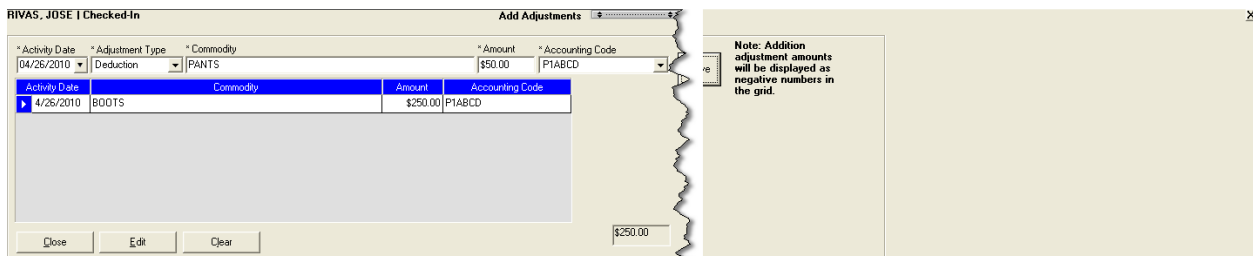 RIVAS, JOSE | Checked-In Add Adjustments
* Activity Date * Adjustment Type * Commodity * Amount * Accounting Code
04/26/2010 Deduction PANTS $50.00 P1ABCD
Activity Date Commodity Amount Accounting Code
4/26/2010 BOOTS $250.00 P1ABCD
$250.00
Close Edit Clear
Note: Addition
adjustment amounts
will be displayed as
negative numbers in
the grid.